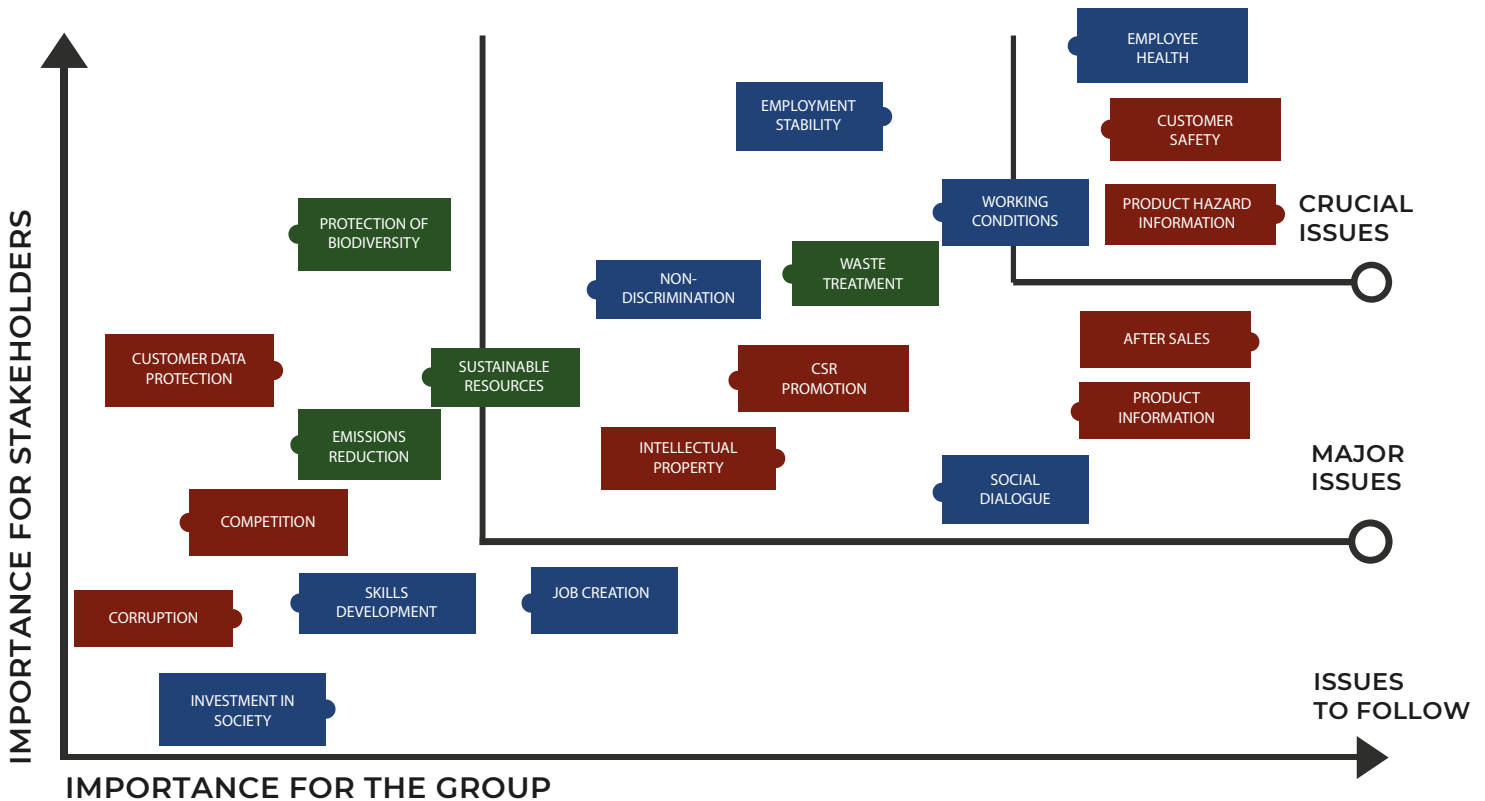 IMPORTANCE FOR STAKEHOLDERS
EMPLOYEE
HEALTH
EMPLOYMENT
STABILITY
CUSTOMER
SAFETY
WORKING
CONDITIONS
PRODUCT HAZARD
INFORMATION
CRUCIAL
ISSUES
PROTECTION OF
BIODIVERSITY
NON-
DISCRIMINATION
WASTE
TREATMENT
CUSTOMER DATA
PROTECTION
SUSTAINABLE
RESOURCES
CSR
PROMOTION
AFTER SALES
PRODUCT
INFORMATION
EMISSIONS
REDUCTION
INTELLECTUAL
PROPERTY
MAJOR
ISSUES
SOCIAL
DIALOGUE
COMPETITION
CORRUPTION
SKILLS
DEVELOPMENT
JOB CREATION
INVESTMENT IN
SOCIETY
ISSUES
TO FOLLOW
IMPORTANCE FOR THE GROUP